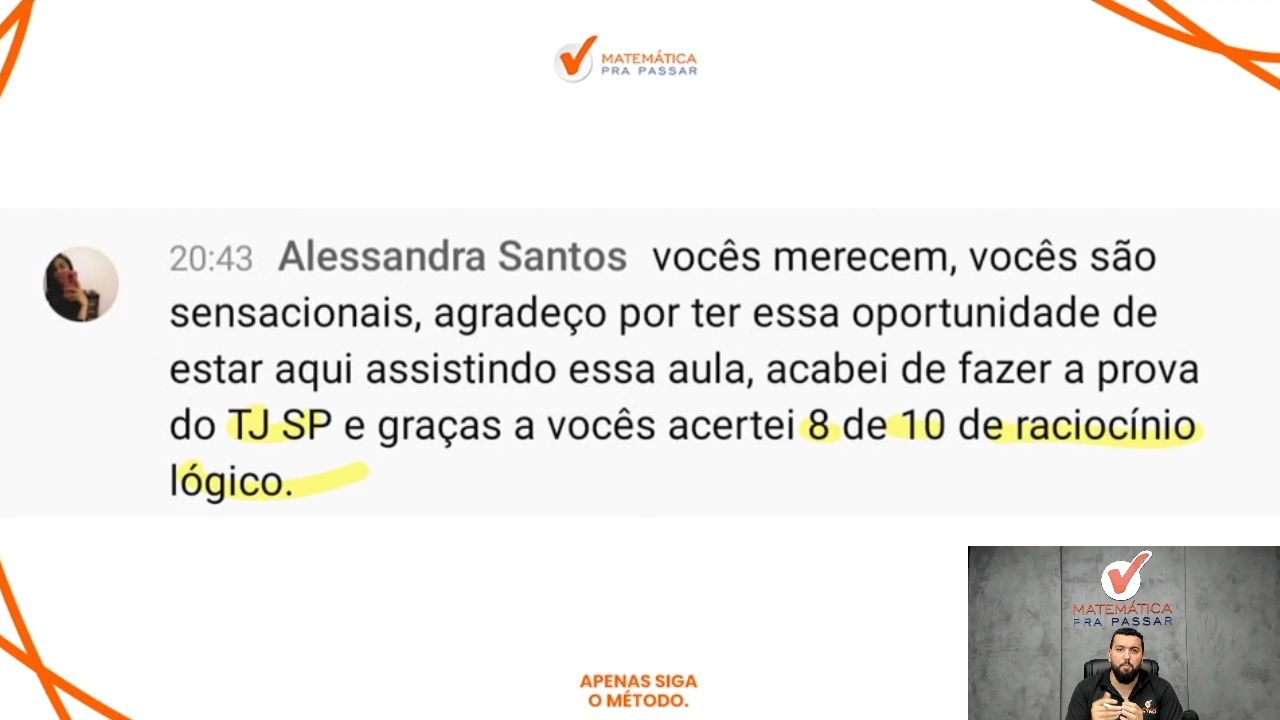 MATEMÁTICA
PRA PASSAR
20:43 Alessandra Santos vocês merecem, vocês são
sensacionais, agradeço por ter essa oportunidade de
estar aqui assistindo essa aula, acabei de fazer a prova
do TJ SP e graças a vocês acertei 8 de 10 de raciocínio
lógico.
MATEMÁTICA
PRA PASSAR
APENAS SIGA
O MÉTODO.